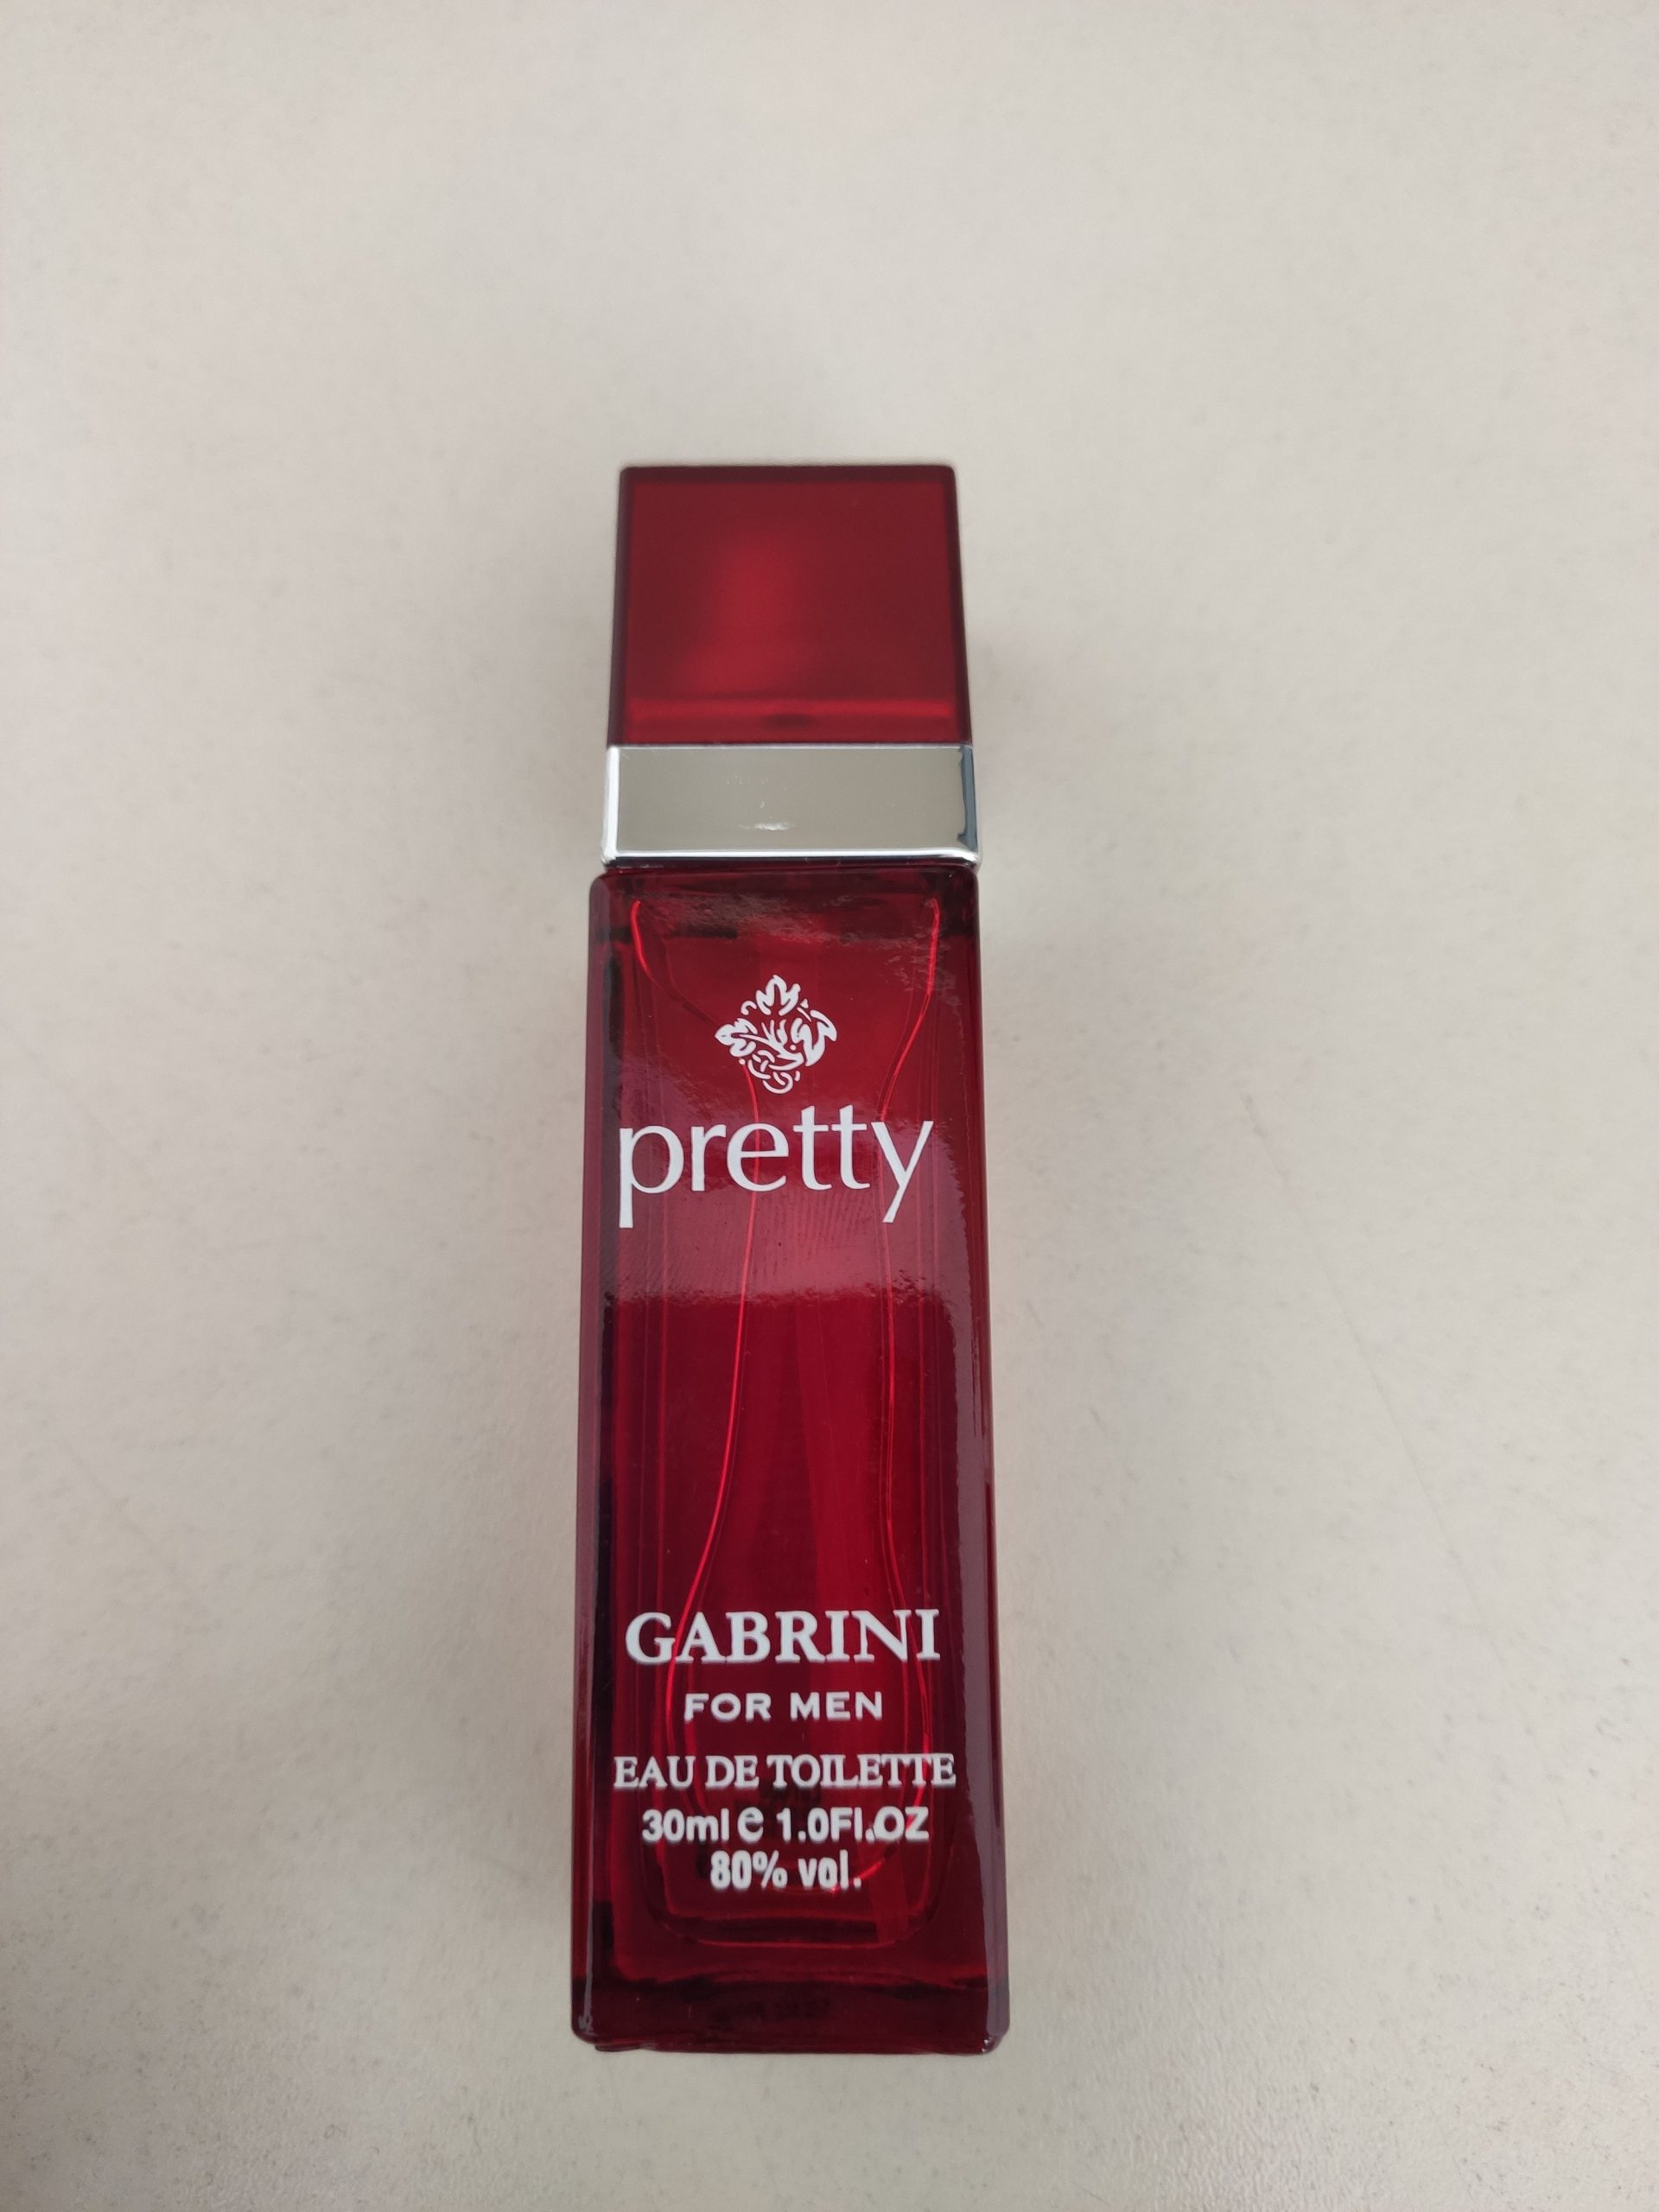 pretty
GABRINI
FOR MEN
EAU DE TOILETTE
30ml e 1.0Fl.OZ
80% vol.